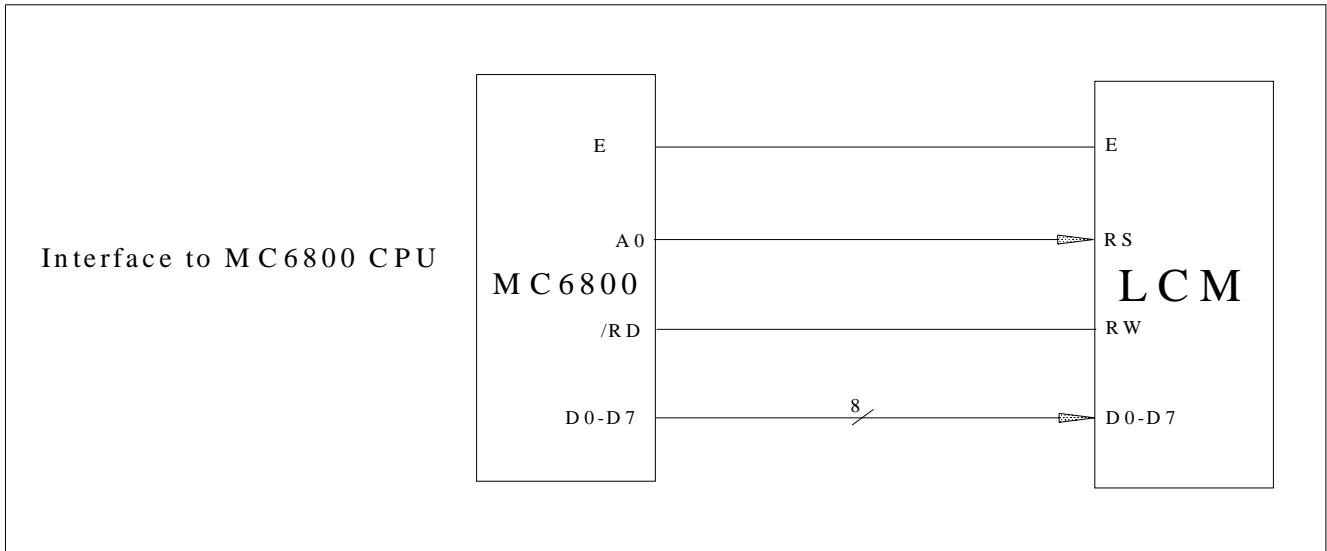 Interface to MC6800 CPU
MC6800
E
A0
/RD
D0-D7
8
LCM
E
RS
RW
D0-D7